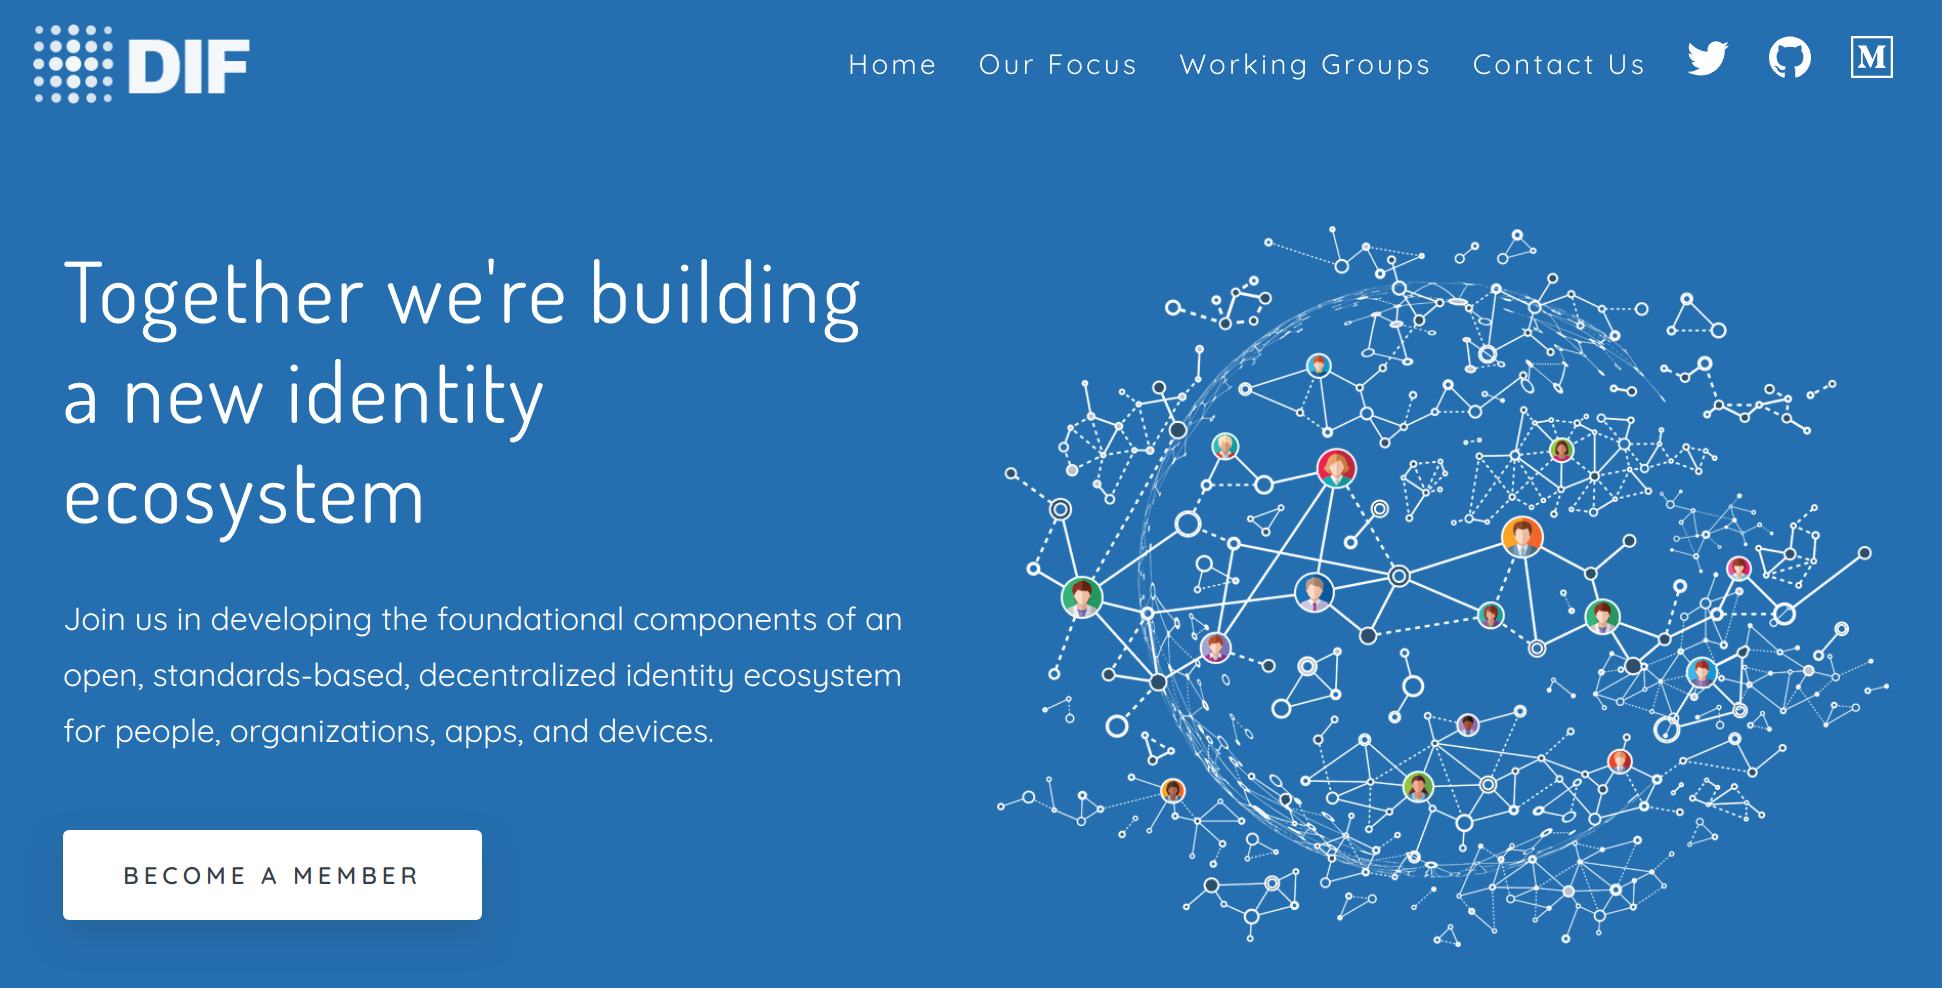 DIF
Home Our Focus Working Groups Contact Us M
Together we're building
a new identity
ecosystem
Join us in developing the foundational components of an
open, standards-based, decentralized identity ecosystem
for people, organizations, apps, and devices.
BECOME A MEMBER